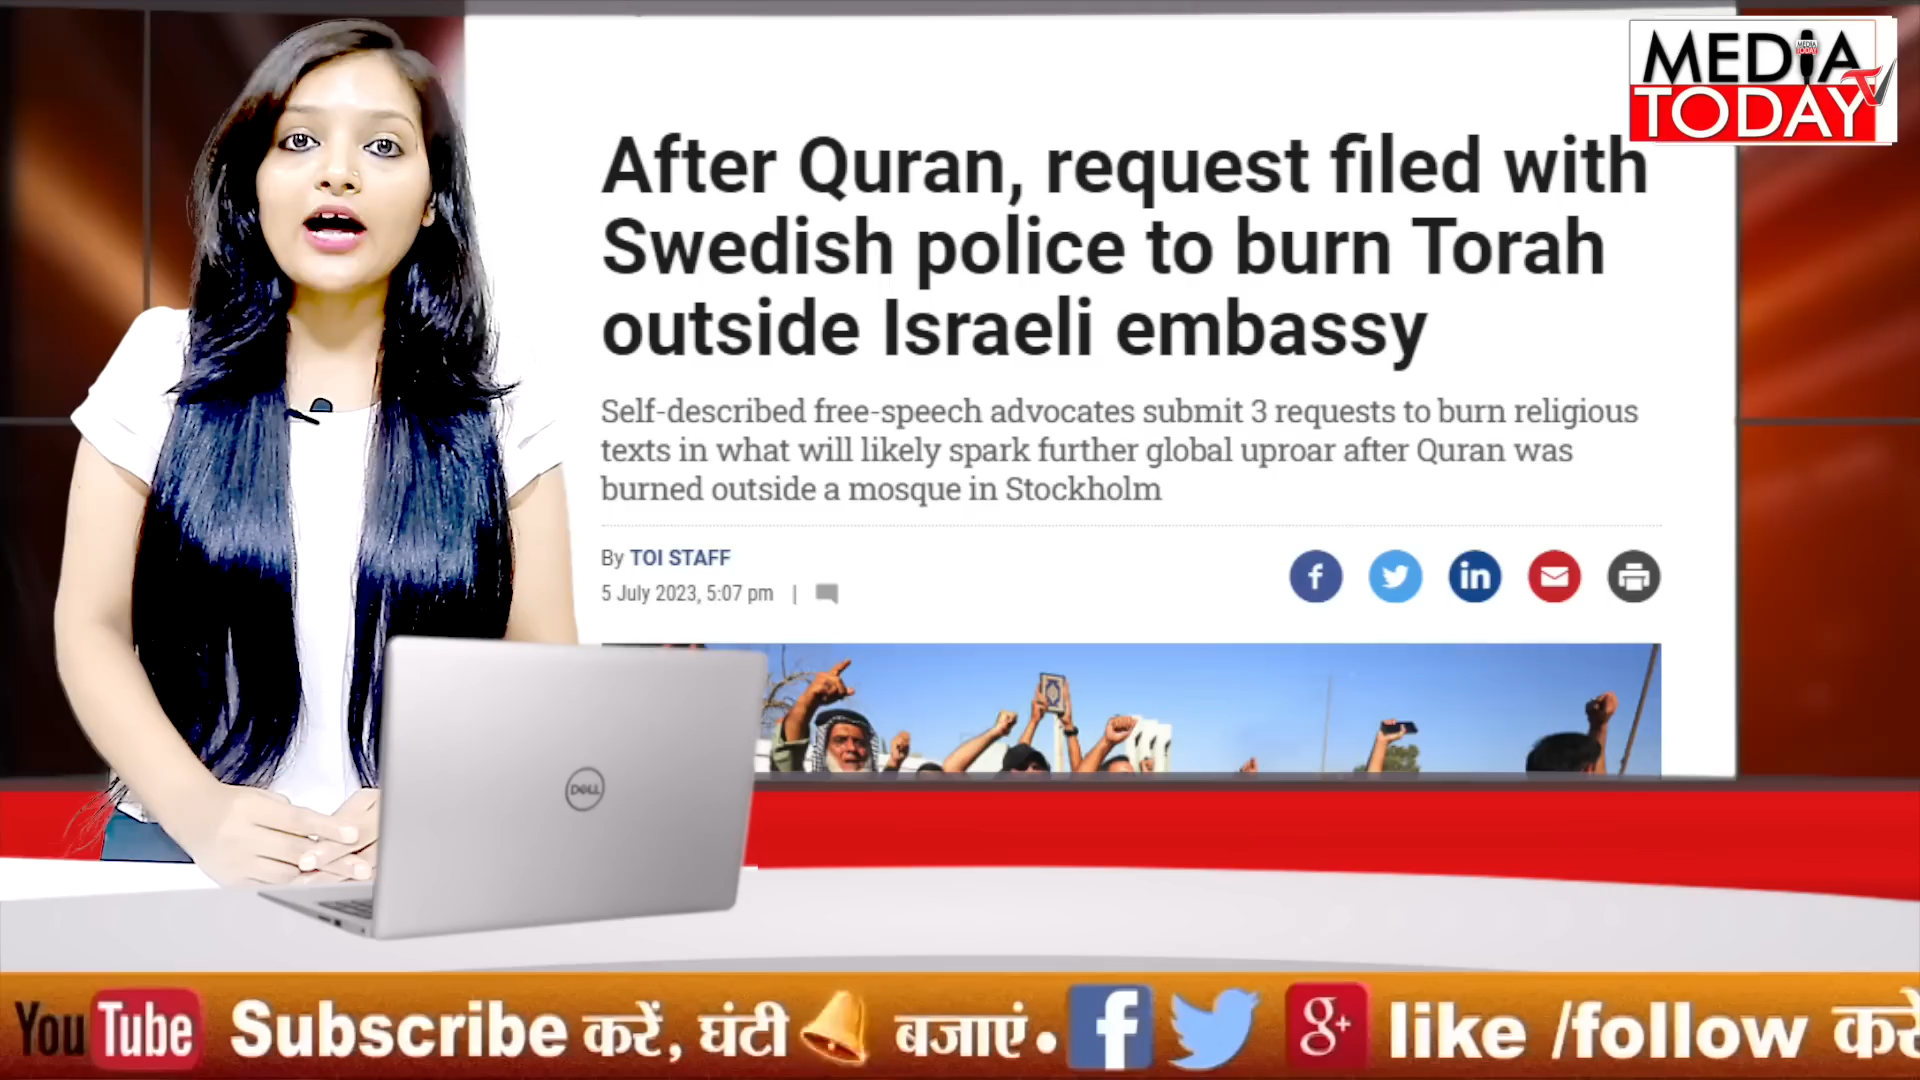 MEDIA
TODAY
TV
After Quran, request filed with
Swedish police to burn Torah
outside Israeli embassy
Self-described free-speech advocates submit 3 requests to burn religious
texts in what will likely spark further global uproar after Quran was
burned outside a mosque in Stockholm
By TOI STAFF
5 July 2023, 5:07 pm |
DELL
YouTube Subscribe करें, घंटी बजाएं • like /follow करे